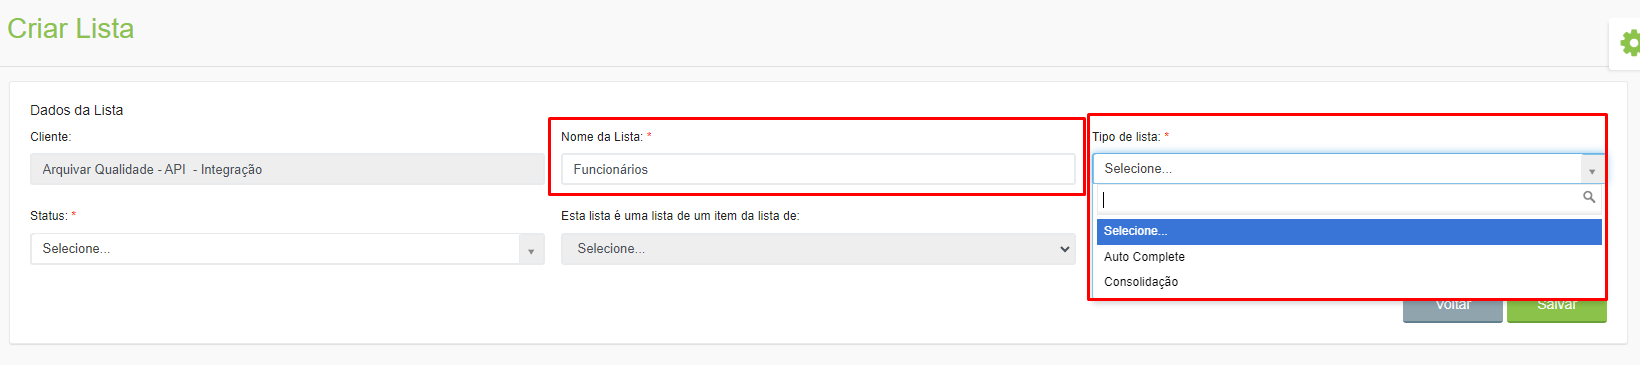 Criar Lista
Dados da Lista
Cliente:
Nome da Lista: *
Tipo de lista: *
Arquivar Qualidade - API - Integração
Funcionários
Selecione...
Status: *
Esta lista é uma lista de um item da lista de:
Selecione...
Selecione...
Selecione...
Auto Complete
Consolidação
Voltar
Salvar